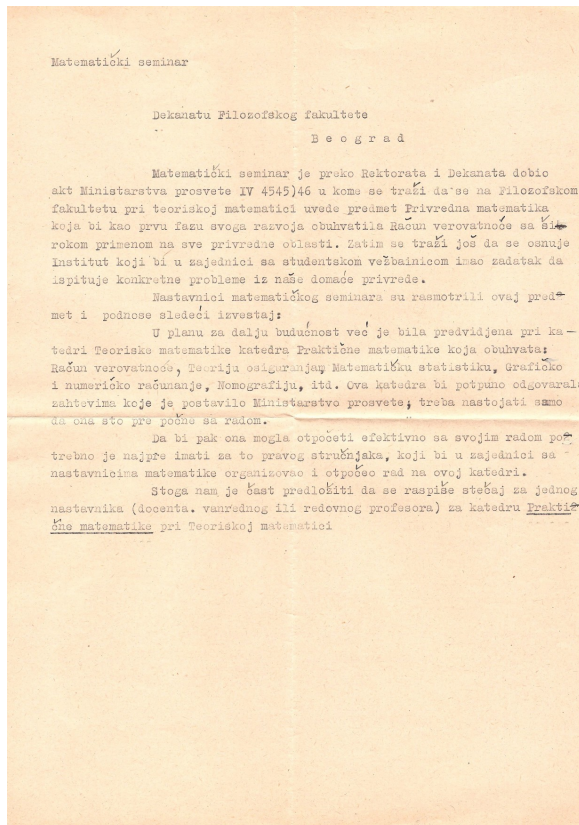 Matematički seminar
Dekanatu Filozofskog fakultete
B e o g r a d
Matematički seminar je preko Rektorata i Dekanata dobio
akt Ministarstva prosvete IV 4545)46 u kome se traži da se na Filozofskom
fakultetu pri teoriskoj matematici uvede predmet Privredna matematika
koja bi kao prvu fazu svoga razvoja obuhvatila Račun verovatnoće sa ši-
rokom primenom na sve privredne oblasti. Zatim se traži još da se osnuje
Institut koji bi u zajednici sa studentskom vežbainicom imao zadatak da
ispituje konkretne probleme iz naše domaće privrede.
Nastavnici matematičkog seminara su rasmotrili ovaj pred-
met i podnose sledeći izvestaj:
U planu za dalju budućnost već je bila predvidjena pri ka-
tedri Teoriske matematike katedra Praktične matematike koja obuhvata:
Račun verovatnoće, Teoriju osiguranjam Matematičku statistiku, Grafičko
i numeričko računanje, Nomografiju, itd. Ova katedra bi potpuno odgovarala
zahtevima koje je postavilo Ministarstvo prosvete; treba nastojati samo
da ona sto pre počne sa radom.
Da bi pak ona mogla otpočeti efektivno sa svojim radom po-
trebno je najpre imati za to pravog stručnjaka, koji bi u zajednici sa
nastavnicima matematike organizovao i otpočeo rad na ovoj katedri.
Stoga nam je čast predložiti da se raspiše stečaj za jednog
nastavnika (docenta. vanrednog ili redovnog profesora) za katedru Prakti-
čne matematike pri Teoriskoj matematici